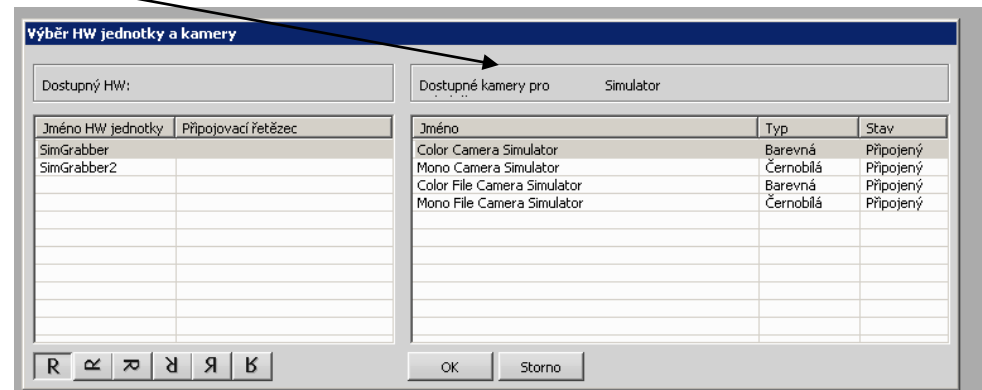 Výběr HW jednotky a kamery
Dostupný HW:
Dostupné kamery pro Simulator
Jméno HW jednotky Připojovací řetězec
SimGrabber
SimGrabber2
Jméno Typ Stav
Color Camera Simulator Barevná Připojený
Mono Camera Simulator Černobílá Připojený
Color File Camera Simulator Barevná Připojený
Mono File Camera Simulator Černobílá Připojený
R R R R R R
OK Storno